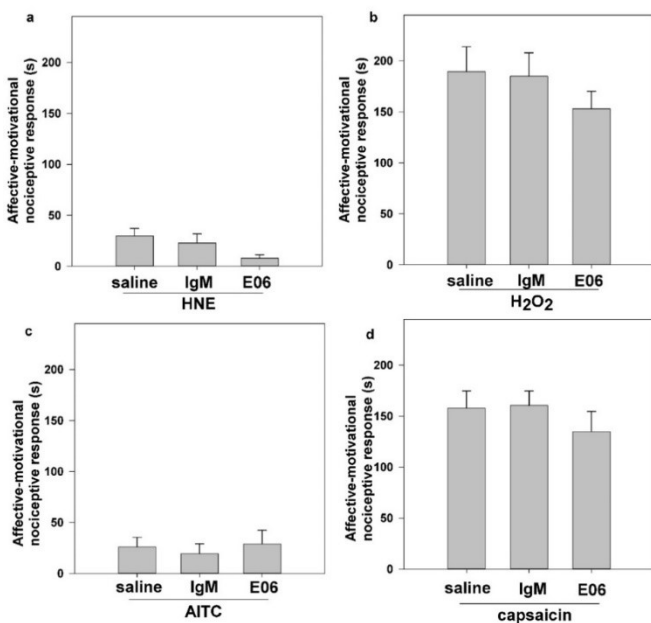 a
Affective-motivational
nociceptive response (s)
200
150
100
50
0
saline IgM E06
HNE
b
Affective-motivational
nociceptive response (s)
200
150
100
50
0
saline IgM E06
H₂O₂
c
Affective-motivational
nociceptive response (s)
200
150
100
50
0
saline IgM E06
AITC
d
Affective-motivational
nociceptive response (s)
200
150
100
50
0
saline IgM E06
capsaicin